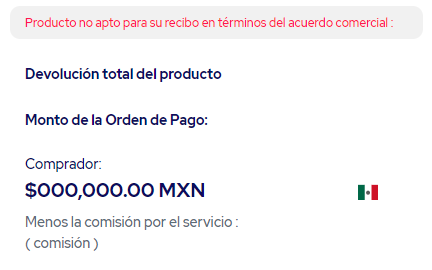 Producto no apto para su recibo en términos del acuerdo comercial :
Devolución total del producto
Monto de la Orden de Pago:
Comprador:
$000,000.00 MXN
Menos la comisión por el servicio :
( comisión )